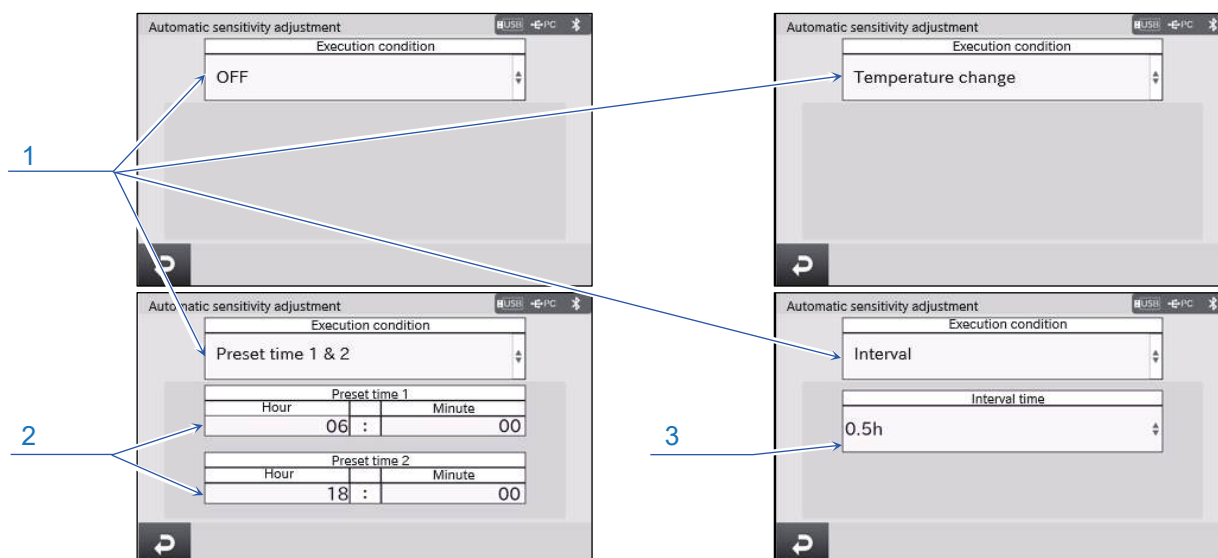 Automatic sensitivity adjustment
USB PC
Execution condition
OFF
Automatic sensitivity adjustment
USB PC
Execution condition
Temperature change
1
Automatic sensitivity adjustment
USB PC
Execution condition
Preset time 1 & 2
Preset time 1
Hour Minute
06 : 00
Preset time 2
Hour Minute
18 : 00
2
Automatic sensitivity adjustment
USB PC
Execution condition
Interval
Interval time
0.5h
3